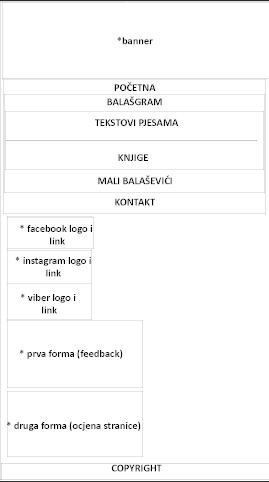 *banner
POČETNA
BALAŠGRAM
TEKSTOVI PJESAMA
KNJIGE
MALI BALAŠEVIĆI
KONTAKT
* facebook logo i
link
* instagram logo i
link
* viber logo i
link
* prva forma (feedback)
* druga forma (ocjena stranice)
COPYRIGHT